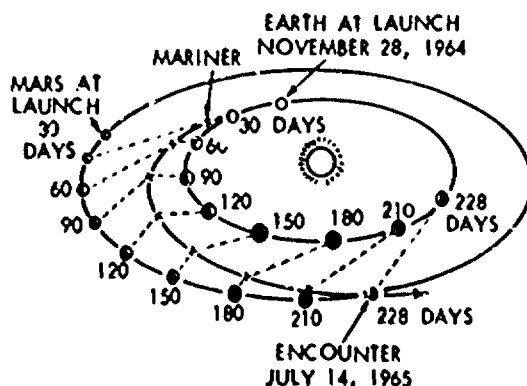 EARTH AT LAUNCH
NOVEMBER 28, 1964
MARINER
MARS AT
LAUNCH
30
DAYS
30 DAYS
60
60
90
90
120
120
150
150
180
180
210
210
228
DAYS
228 DAYS
ENCOUNTER
JULY 14, 1965